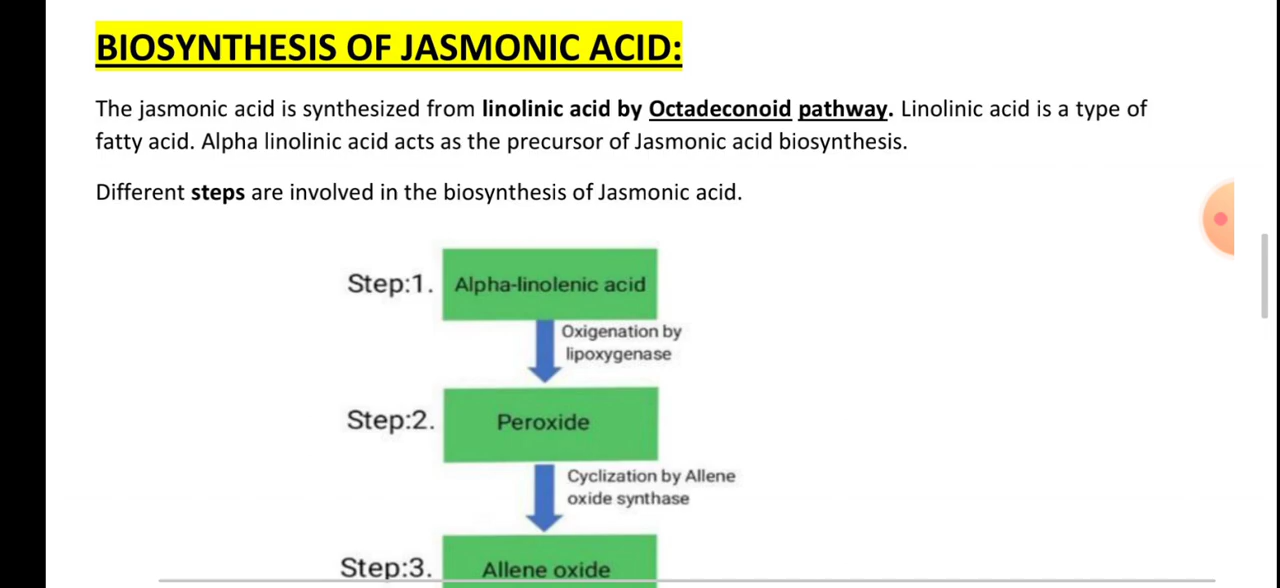 BIOSYNTHESIS OF JASMONIC ACID:
The jasmonic acid is synthesized from linolinic acid by Octadeconoid pathway. Linolinic acid is a type of
fatty acid. Alpha linolinic acid acts as the precursor of Jasmonic acid biosynthesis.
Different steps are involved in the biosynthesis of Jasmonic acid.
Step:1. Alpha-linolenic acid
Oxigenation by
lipoxygenase
Step:2. Peroxide
Cyclization by Allene
oxide synthase
Step:3. Allene oxide